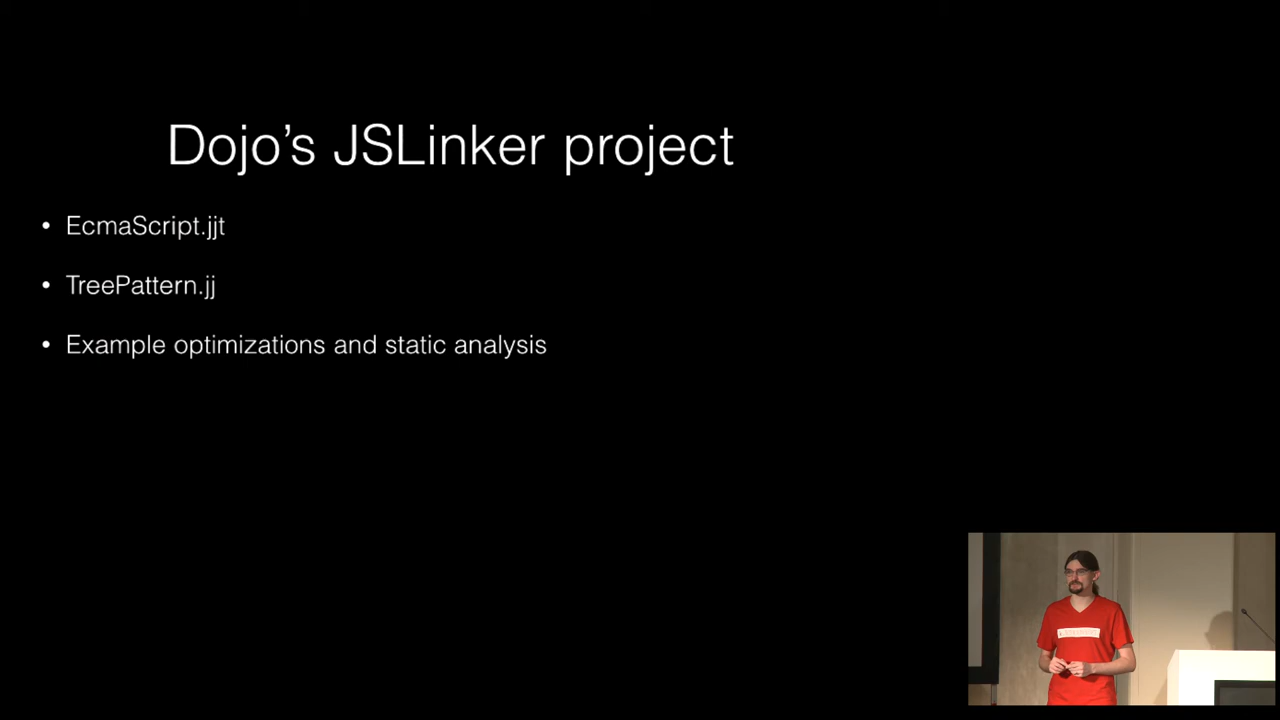 Dojo’s JSLinker project
• EcmaScript.jjt
• TreePattern.jj
• Example optimizations and static analysis